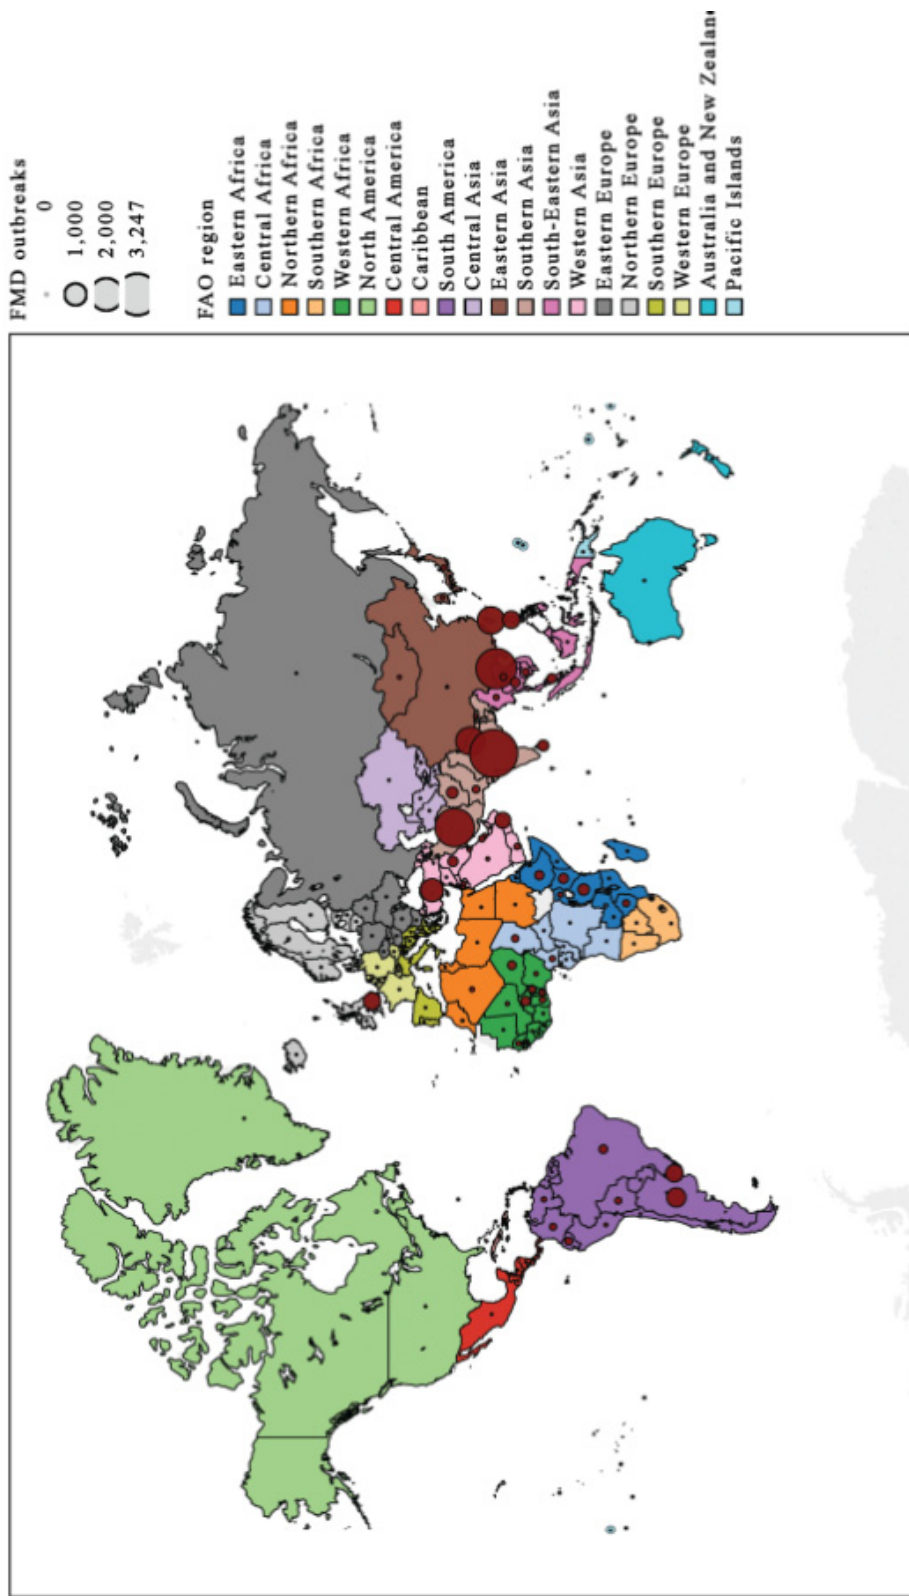 FMD outbreaks
0
1,000
2,000
3,247
FAO region
Eastern Africa
Central Africa
Northern Africa
Southern Africa
Western Africa
North America
Central America
Caribbean
South America
Central Asia
Eastern Asia
Southern Asia
South-Eastern Asia
Western Asia
Eastern Europe
Northern Europe
Southern Europe
Western Europe
Australia and New Zealand
Pacific Islands